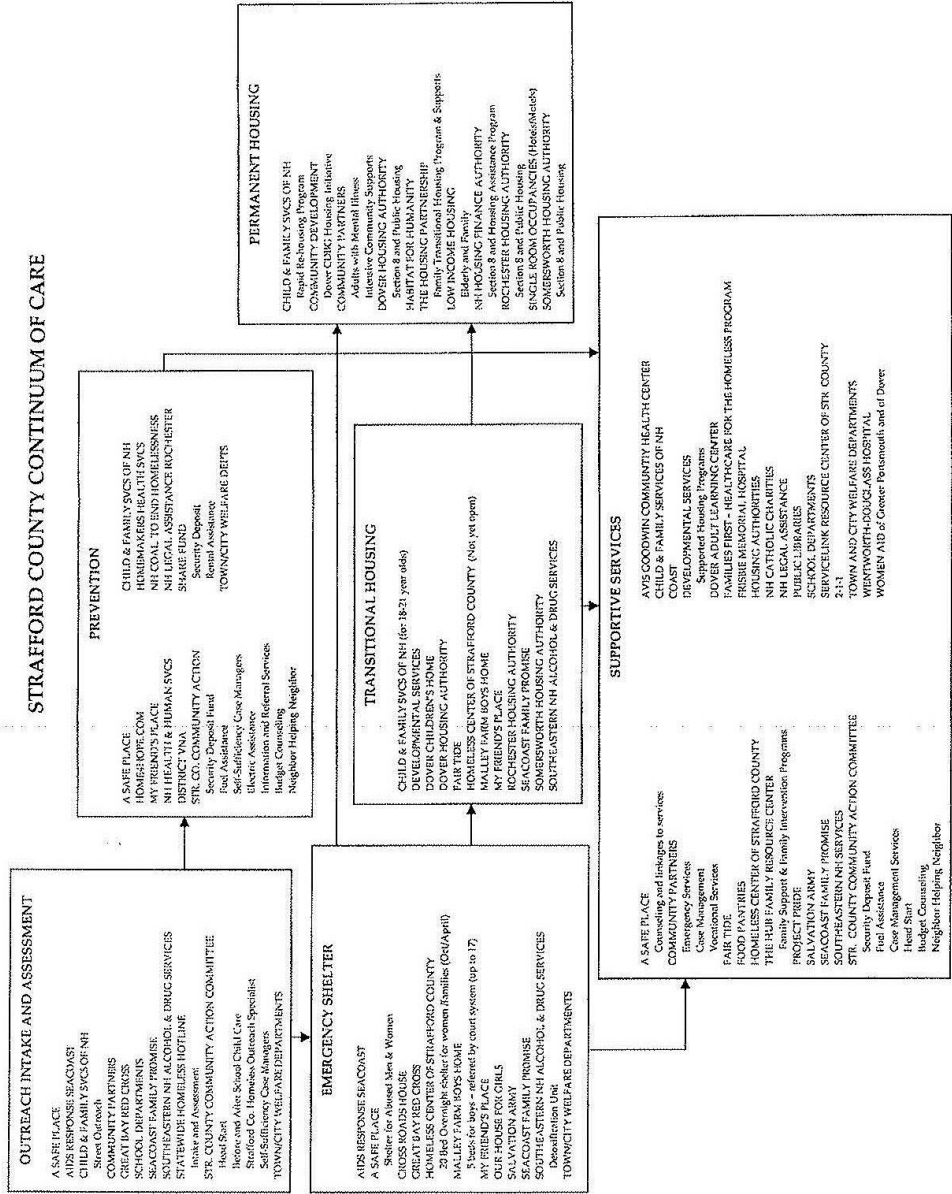 STRAFFORD COUNTY CONTINUUM OF CARE
OUTREACH INTAKE AND ASSESSMENT
A SAFE PLACE
AIDS RESPONSE SEACOAST
CHILD & FAMILY SVCS OF NH
Street Outreach
COMMUNITY PARTNERS
GREAT BAY RED CROSS
SCHOOL DEPARTMENTS
SEACOAST FAMILY PROMISE
SOUTHEASTERN NH ALCOHOL & DRUG SERVICES
STATEWIDE HOMELESS HOTLINE
Intake and Assessment
STR. COUNTY COMMUNITY ACTION COMMITTEE
Head Start
Before and After School Child Care
Strafford Co. Homeless Outreach Specialist
Self-Sufficiency Case Managers
TOWN/CITY WELFARE DEPARTMENTS
PREVENTION
A SAFE PLACE
HOMEHOPE.COM
MY FRIEND'S PLACE
NH HEALTH & HUMAN SVCS
DISTRICT VNA
STR. CO. COMMUNITY ACTION
Security Deposit Fund
Fuel Assistance
Self-Sufficiency Case Managers
Electric Assistance
Information and Referral Services
Budget Counseling
Neighbor Helping Neighbor
CHILD & FAMILY SVCS OF NH
HOMEMAKERS HEALTH SVCS
NH COAL TO END HOMELESSNESS
NH LEGAL ASSISTANCE ROCHESTER
SHARE FUND
Security Deposit
Rental Assistance
TOWN/CITY WELFARE DEPTS
PERMANENT HOUSING
CHILD & FAMILY SVCS OF NH
Rapid Re-housing Program
COMMUNITY DEVELOPMENT
Dover CDBG Housing Initiative
COMMUNITY PARTNERS
Adults with Mental Illness
Intensive Community Supports
DOVER HOUSING AUTHORITY
Section 8 and Public Housing
HABITAT FOR HUMANITY
THE HOUSING PARTNERSHIP
Family Transitional Housing Program & Supports
LOW INCOME HOUSING
Elderly and Family
NH HOUSING FINANCE AUTHORITY
Section 8 and Housing Assistance Program
ROCHESTER HOUSING AUTHORITY
Section 8 and Public Housing
SINGLE ROOM OCCUPANCIES (Hotels/Motels)
SOMERSWORTH HOUSING AUTHORITY
Section 8 and Public Housing
EMERGENCY SHELTER
AIDS RESPONSE SEACOAST
A SAFE PLACE
Shelter for Abused Men & Women
CROSS ROADS HOUSE
GREAT BAY RED CROSS
HOMELESS CENTER OF STRAFFORD COUNTY
20 Bed Overnight shelter for women /families (Oct/April)
MALLEY FARM BOYS HOME
5 beds for boys – referred by court system (up to 17)
MY FRIEND'S PLACE
OUR HOUSE FOR GIRLS
SALVATION ARMY
SEACOAST FAMILY PROMISE
SOUTHEASTERN NH ALCOHOL & DRUG SERVICES
Detoxification Unit
TOWN/CITY WELFARE DEPARTMENTS
TRANSITIONAL HOUSING
CHILD & FAMILY SVCS OF NH (for 18-21 year olds)
DEVELOPMENTAL SERVICES
DOVER CHILDREN'S HOME
DOVER HOUSING AUTHORITY
FAIR TIDE
HOMELESS CENTER OF STRAFFORD COUNTY (Not yet open)
MALLEY FARM BOYS HOME
MY FRIEND'S PLACE
ROCHESTER HOUSING AUTHORITY
SEACOAST FAMILY PROMISE
SOMERSWORTH HOUSING AUTHORITY
SOUTHEASTERN NH ALCOHOL & DRUG SERVICES
SUPPORTIVE SERVICES
A SAFE PLACE
Counseling and linkages to services
COMMUNITY PARTNERS
Emergency Services
Case Management
Vocational Services
FAIR TIDE
FOOD PANTRIES
HOMELESS CENTER OF STRAFFORD COUNTY
THE HUB FAMILY RESOURCE CENTER
Family Support & Family Intervention Programs
PROJECT PRIDE
SALVATION ARMY
SEACOAST FAMILY PROMISE
SOUTHEASTERN NH SERVICES
STR. COUNTY COMMUNITY ACTION COMMITTEE
Security Deposit Fund
Fuel Assistance
Case Management Services
Head Start
Budget Counseling
Neighbor Helping Neighbor
AVIS GOODWIN COMMUNTIY HEALTH CENTER
CHILD & FAMILY SERVICES OF NH
COAST
DEVELOPMENTAL SERVICES
Supported Housing Programs
DOVER ADULT LEARNING CENTER
FAMILIES FIRST – HEALTHCARE FOR THE HOMELESS PROGRAM
FRISBIE MEMORIAL HOSPITAL
HOUSING AUTHORITIES
NH CATHOLIC CHARITIES
NH LEGAL ASSISTANCE
PUBLIC LIBRARIES
SCHOOL DEPARTMENTS
SERVICELINK RESOURCE CENTER OF STR. COUNTY
2-1-1
TOWN AND CITY WELFARE DEPARTMENTS
WENTWORTH-DOUGLASS HOSPITAL
WOMEN AID of Greater Portsmouth and of Dover